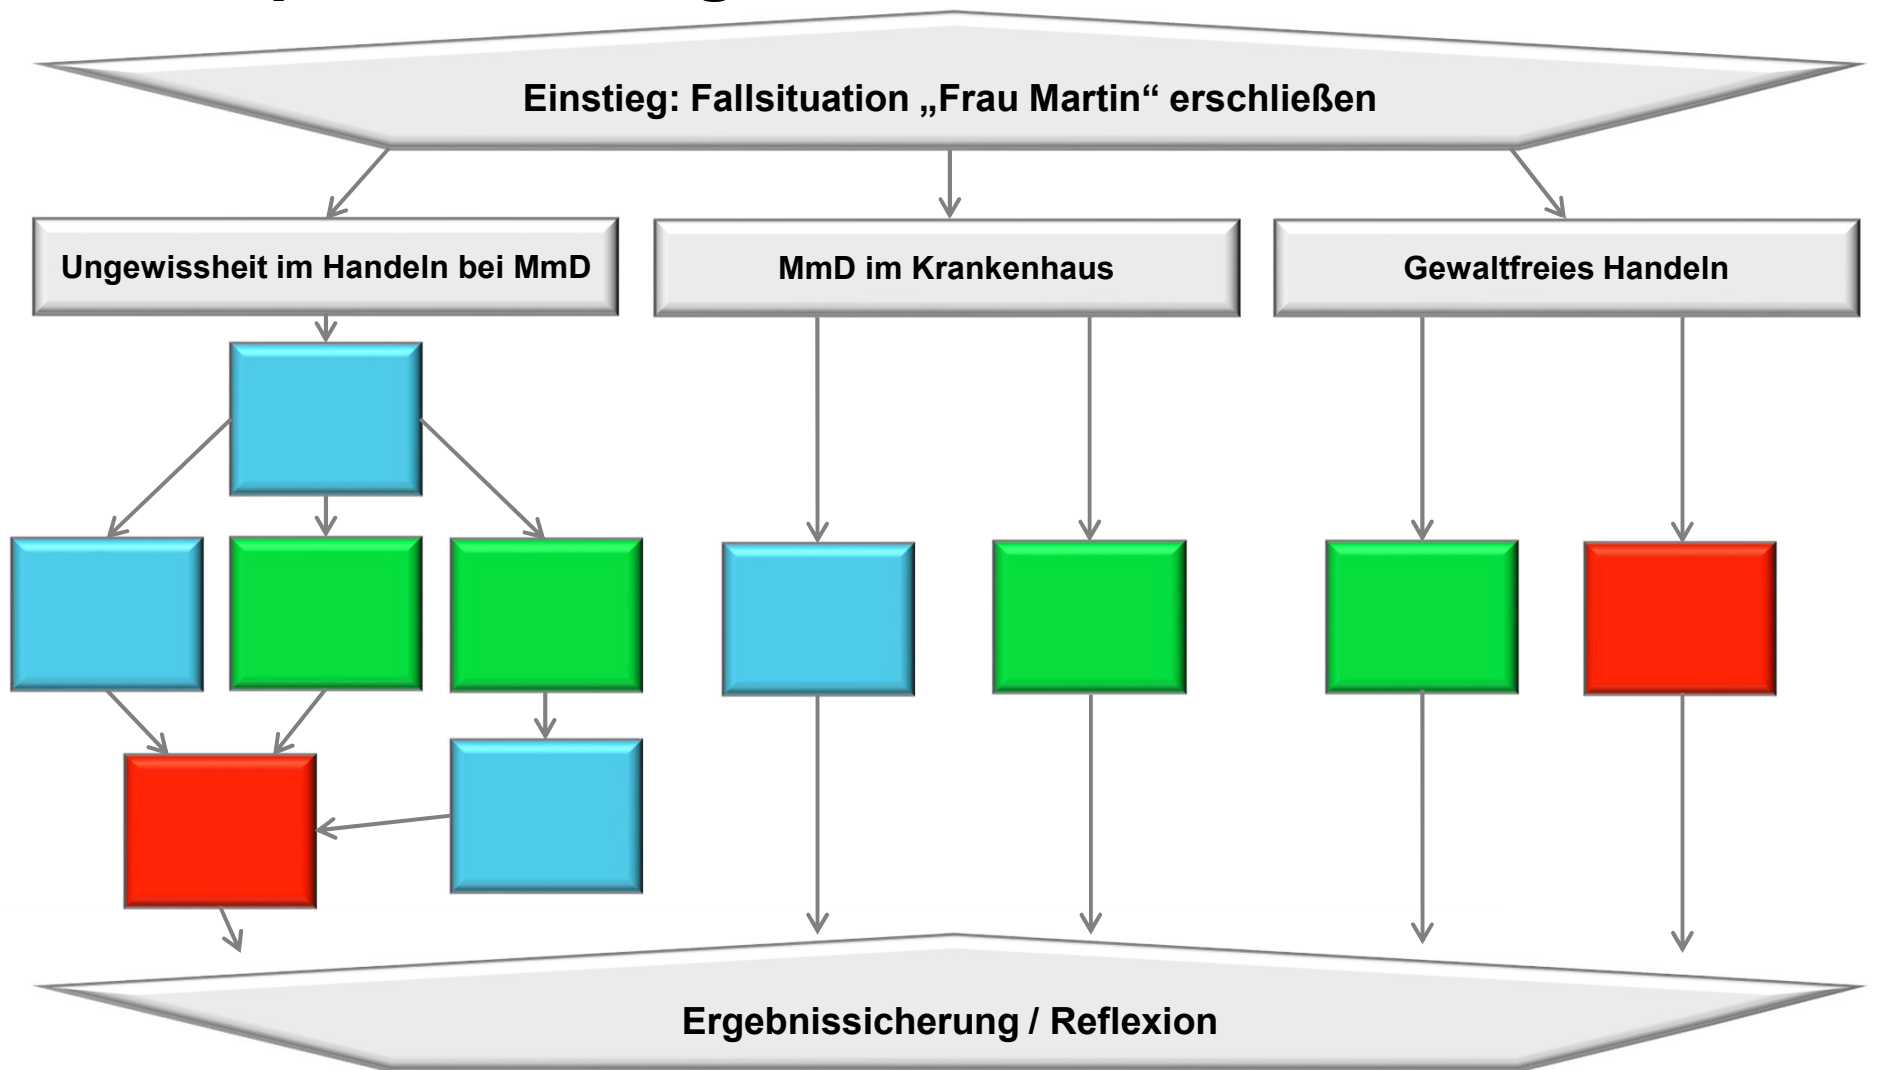 Einstieg: Fallsituation „Frau Martin“ erschließen
Ungewissheit im Handeln bei MmD
MmD im Krankenhaus
Gewaltfreies Handeln
Ergebnissicherung / Reflexion